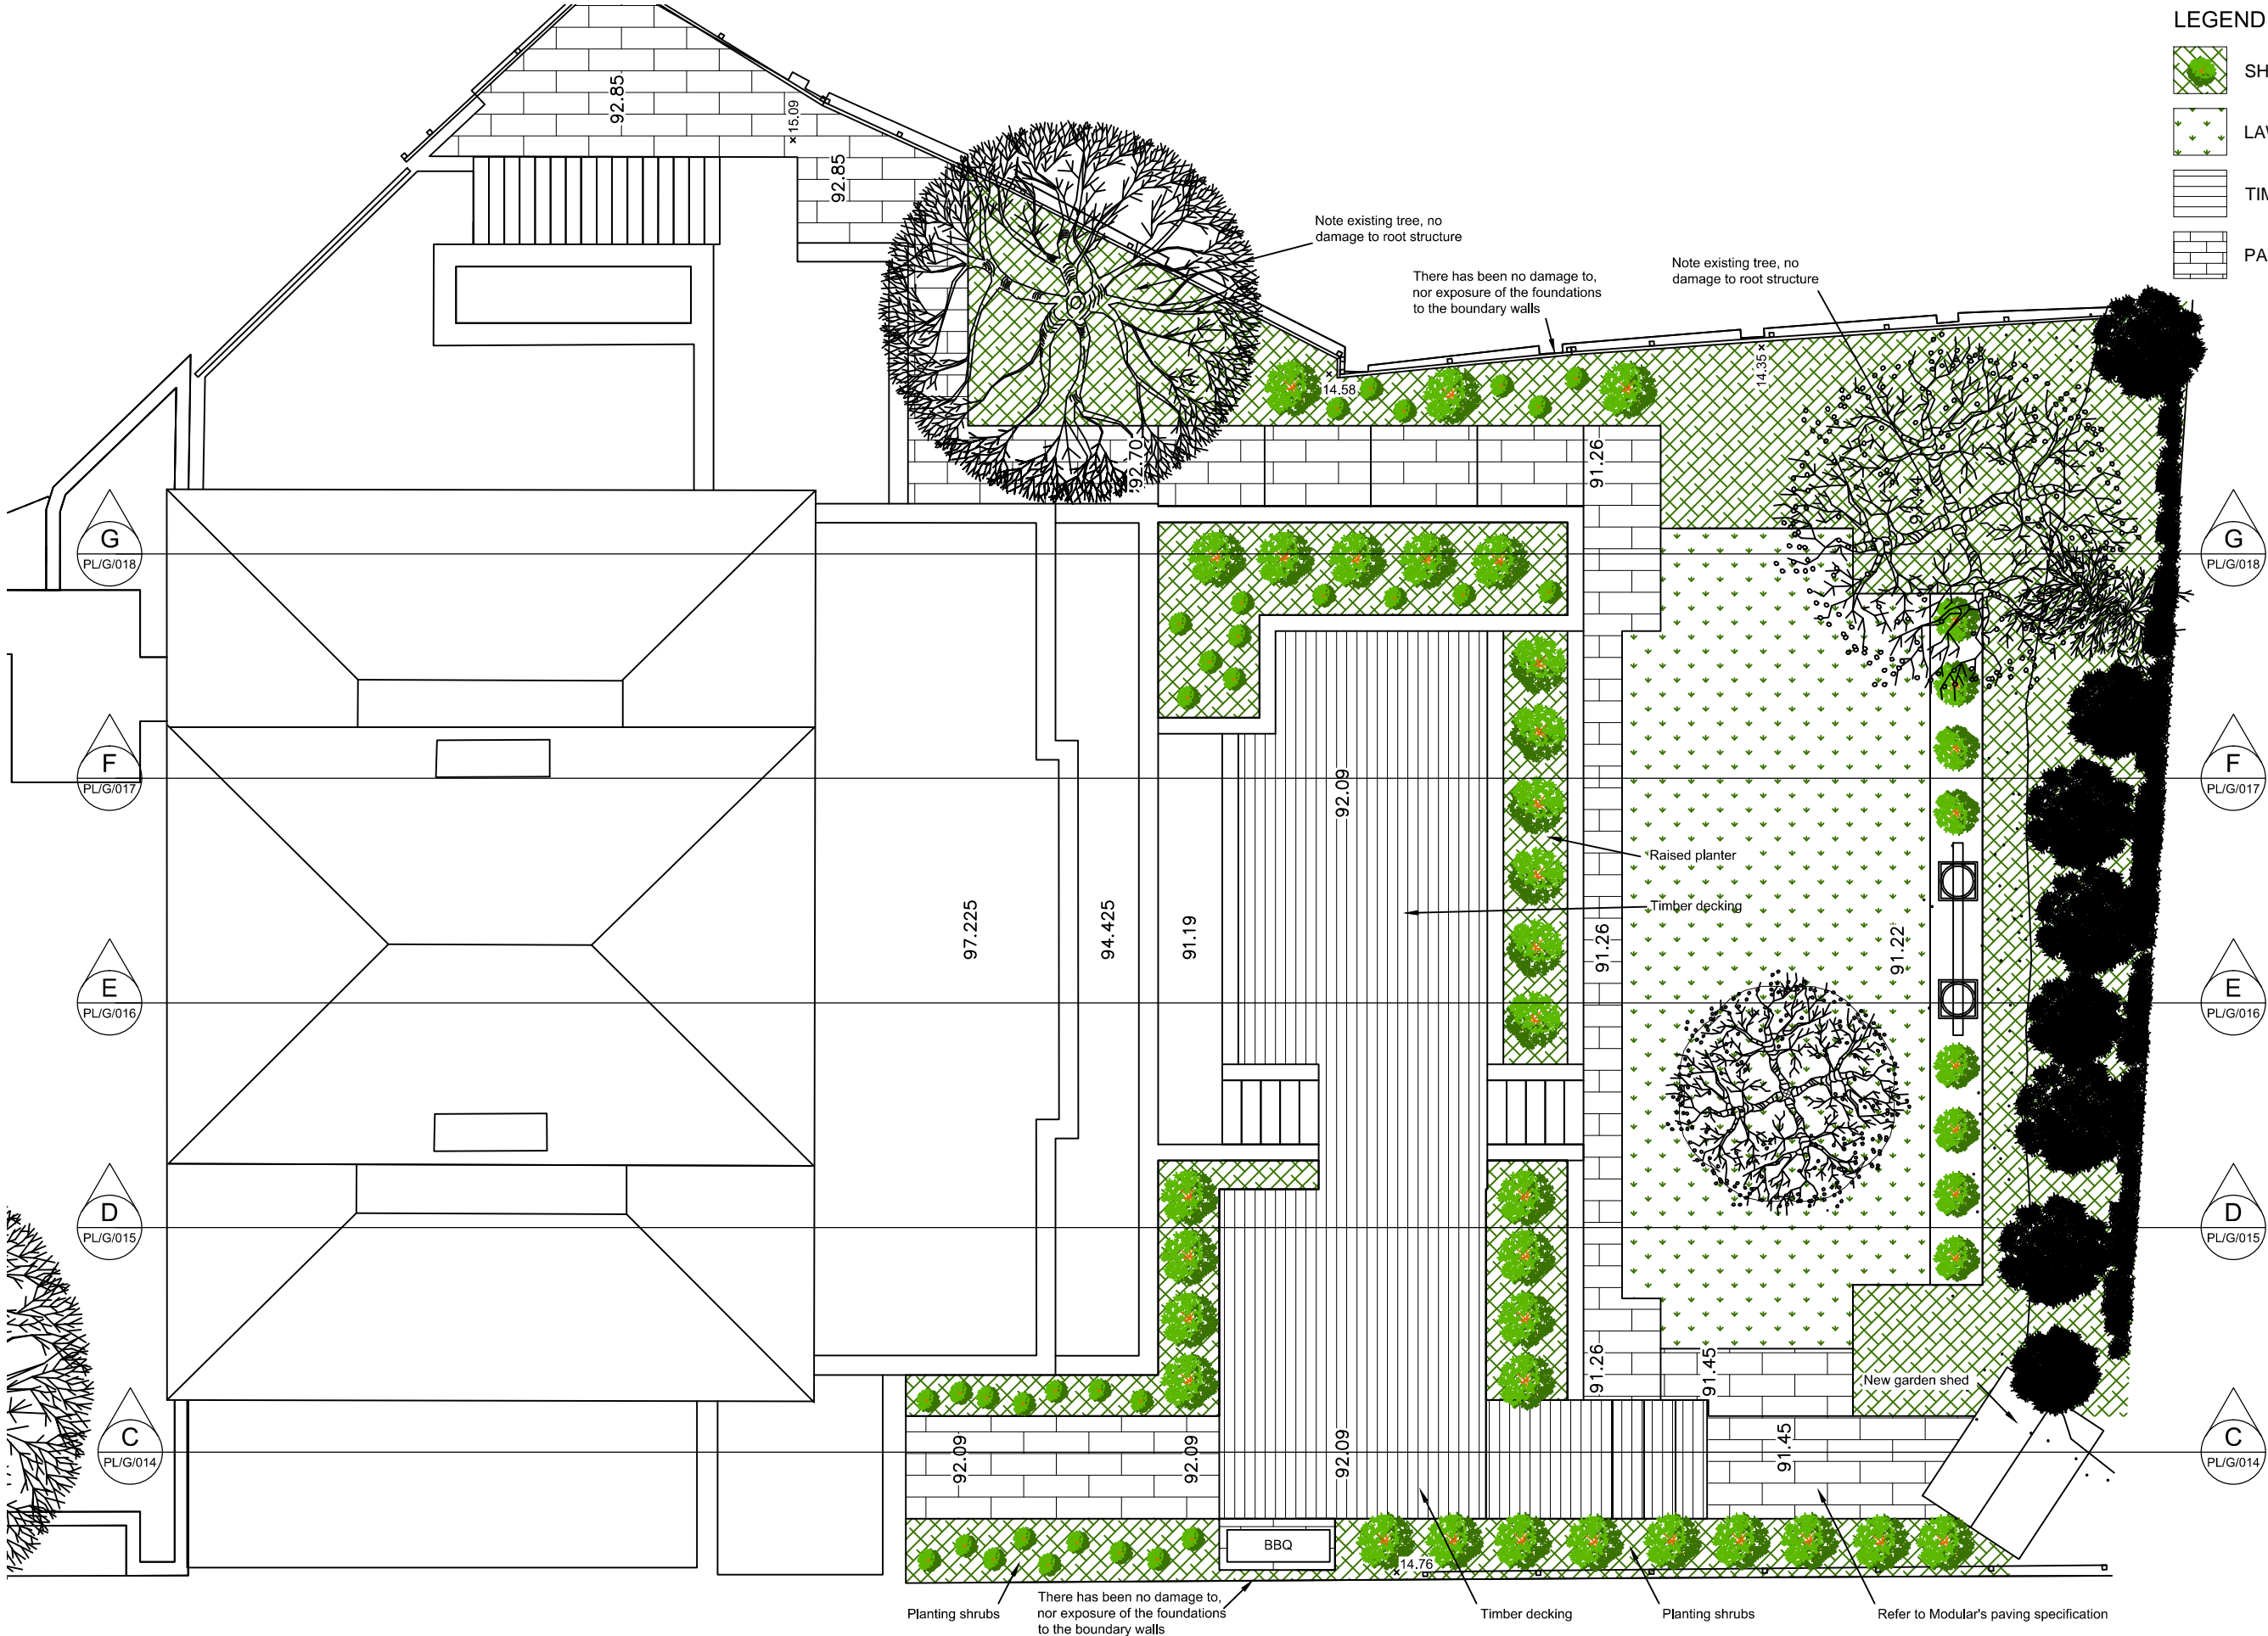 LEGEND
92.85
×15.09
92.85
Note existing tree, no
damage to root structure
There has been no damage to,
nor exposure of the foundations
to the boundary walls
Note existing tree, no
damage to root structure
14.58
×14.35
92.70
91.26
G
PL/G/018
G
PL/G/018
F
PL/G/017
92.09
F
PL/G/017
Raised planter
Timber decking
97.225
94.425
91.19
91.26
91.22
E
PL/G/016
E
PL/G/016
D
PL/G/015
D
PL/G/015
91.26
91.45
New garden shed
C
PL/G/014
92.09
92.09
92.09
91.45
C
PL/G/014
BBQ
14.76
Planting shrubs
There has been no damage to,
nor exposure of the foundations
to the boundary walls
Timber decking
Planting shrubs
Refer to Modular's paving specification